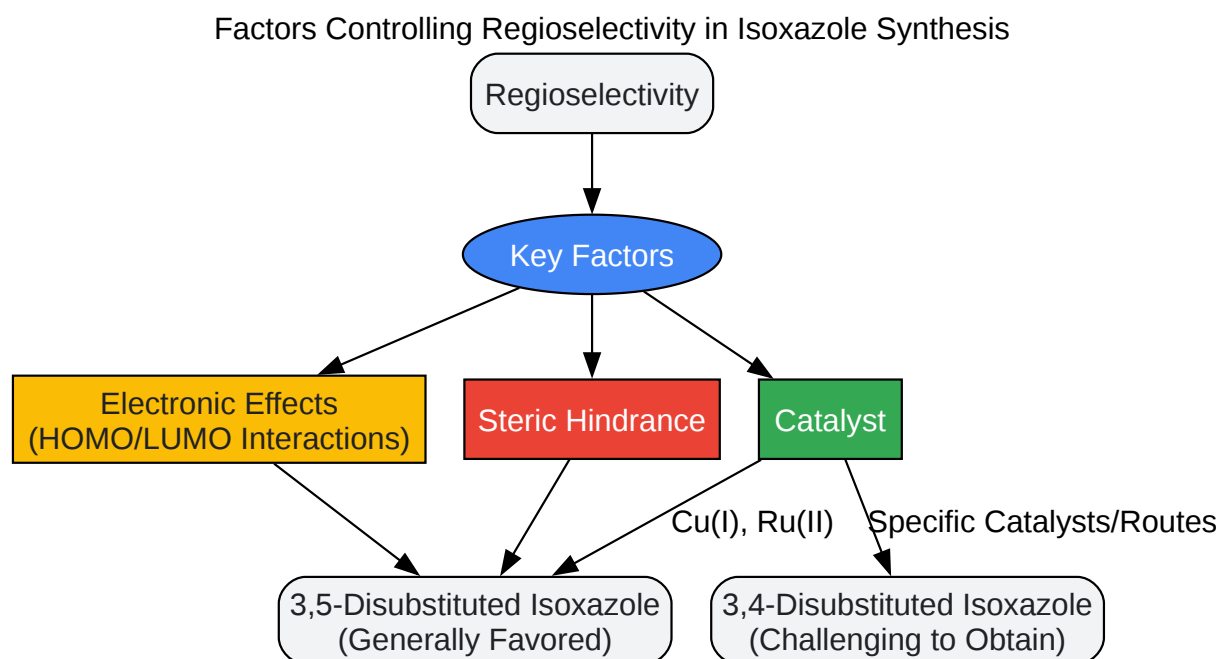 Factors Controlling Regioselectivity in Isoxazole Synthesis
Regioselectivity
Key Factors
Electronic Effects
(HOMO/LUMO Interactions)
Steric Hindrance
Catalyst
Cu(I), Ru(II)
Specific Catalysts/Routes
3,5-Disubstituted Isoxazole
(Generally Favored)
3,4-Disubstituted Isoxazole
(Challenging to Obtain)